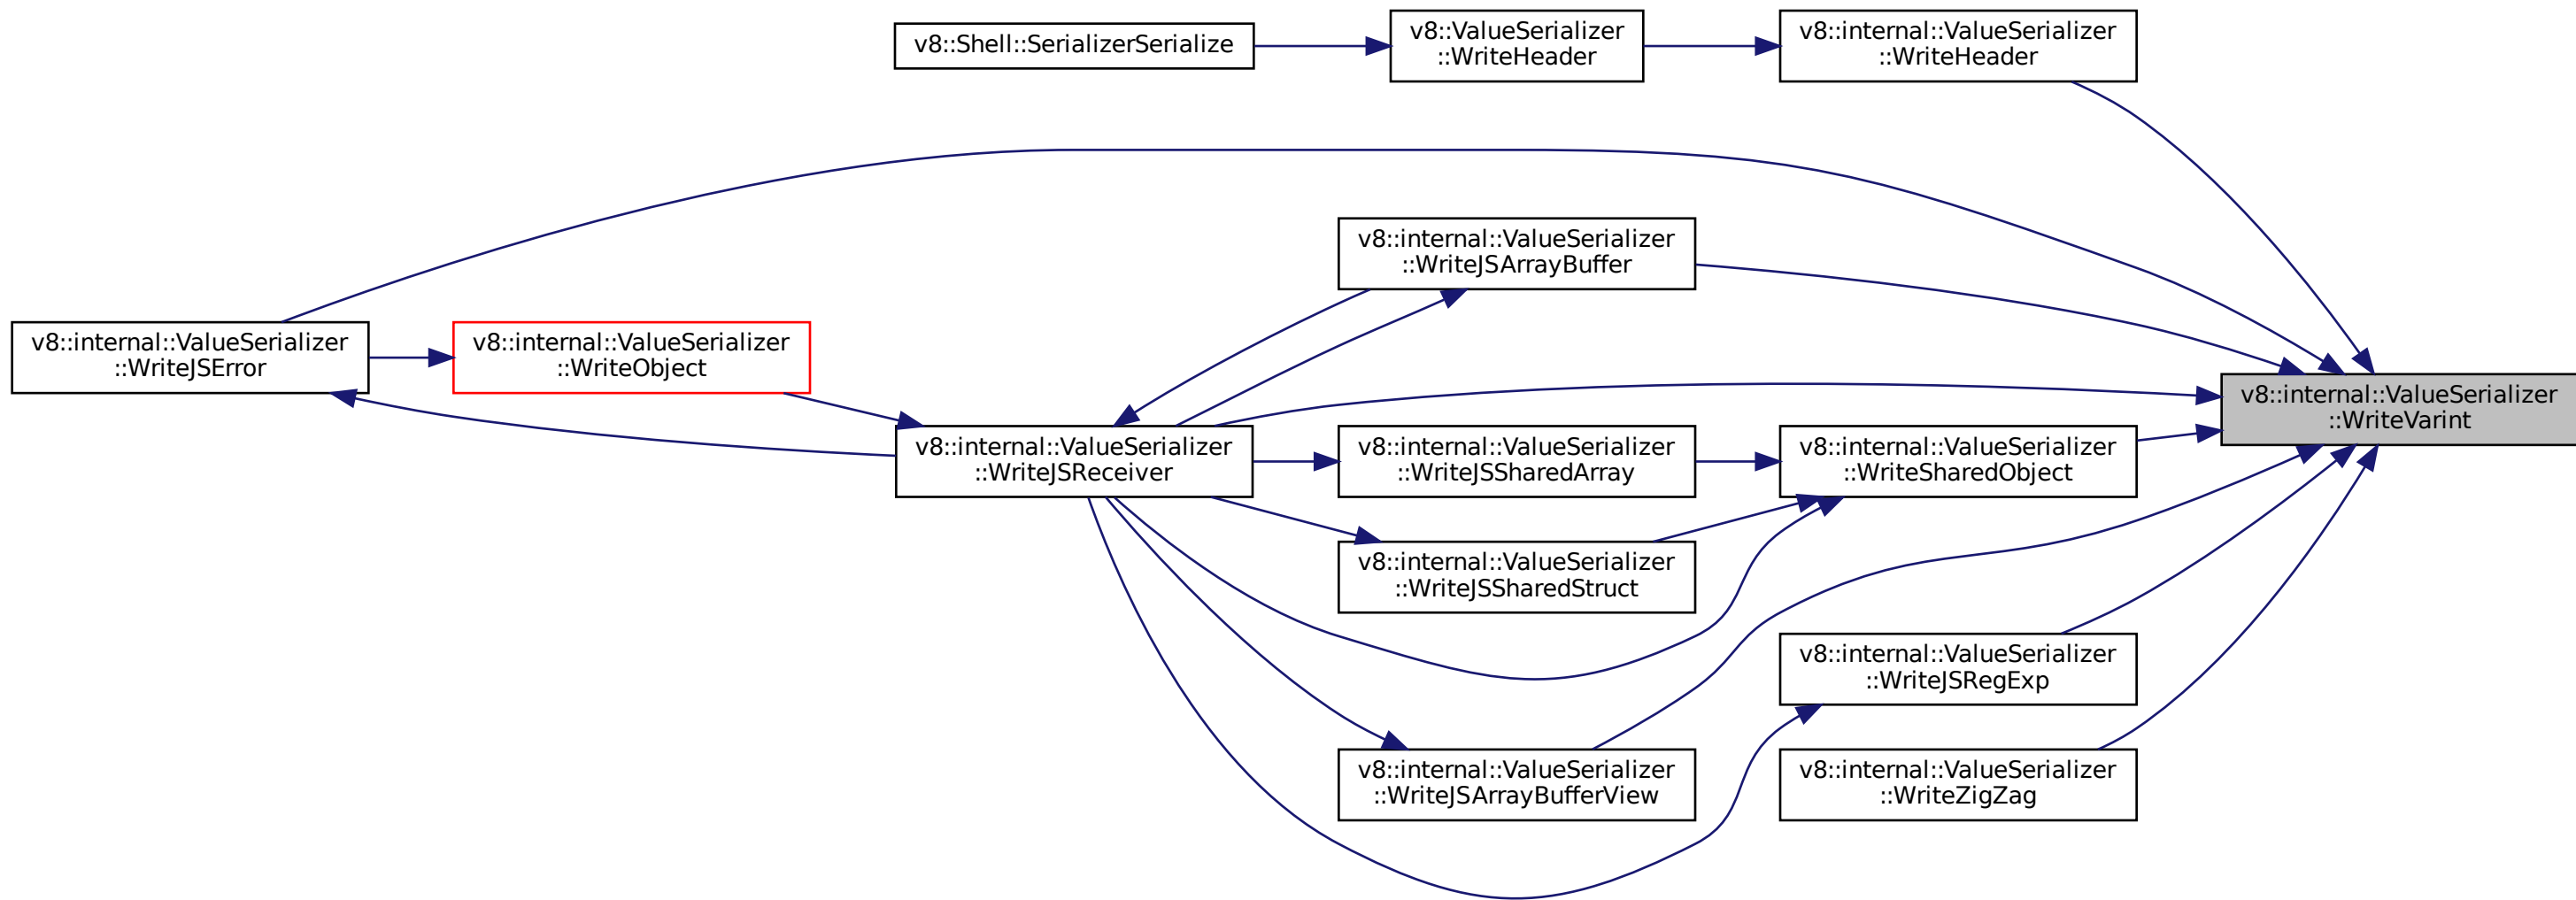 v8::Shell::SerializerSerialize
v8::ValueSerializer
::WriteHeader
v8::internal::ValueSerializer
::WriteHeader
v8::internal::ValueSerializer
::WriteJSArrayBuffer
v8::internal::ValueSerializer
::WriteJSError
v8::internal::ValueSerializer
::WriteObject
v8::internal::ValueSerializer
::WriteVarint
v8::internal::ValueSerializer
::WriteJSReceiver
v8::internal::ValueSerializer
::WriteJSSharedArray
v8::internal::ValueSerializer
::WriteSharedObject
v8::internal::ValueSerializer
::WriteJSSharedStruct
v8::internal::ValueSerializer
::WriteJSRegExp
v8::internal::ValueSerializer
::WriteJSArrayBufferView
v8::internal::ValueSerializer
::WriteZigZag